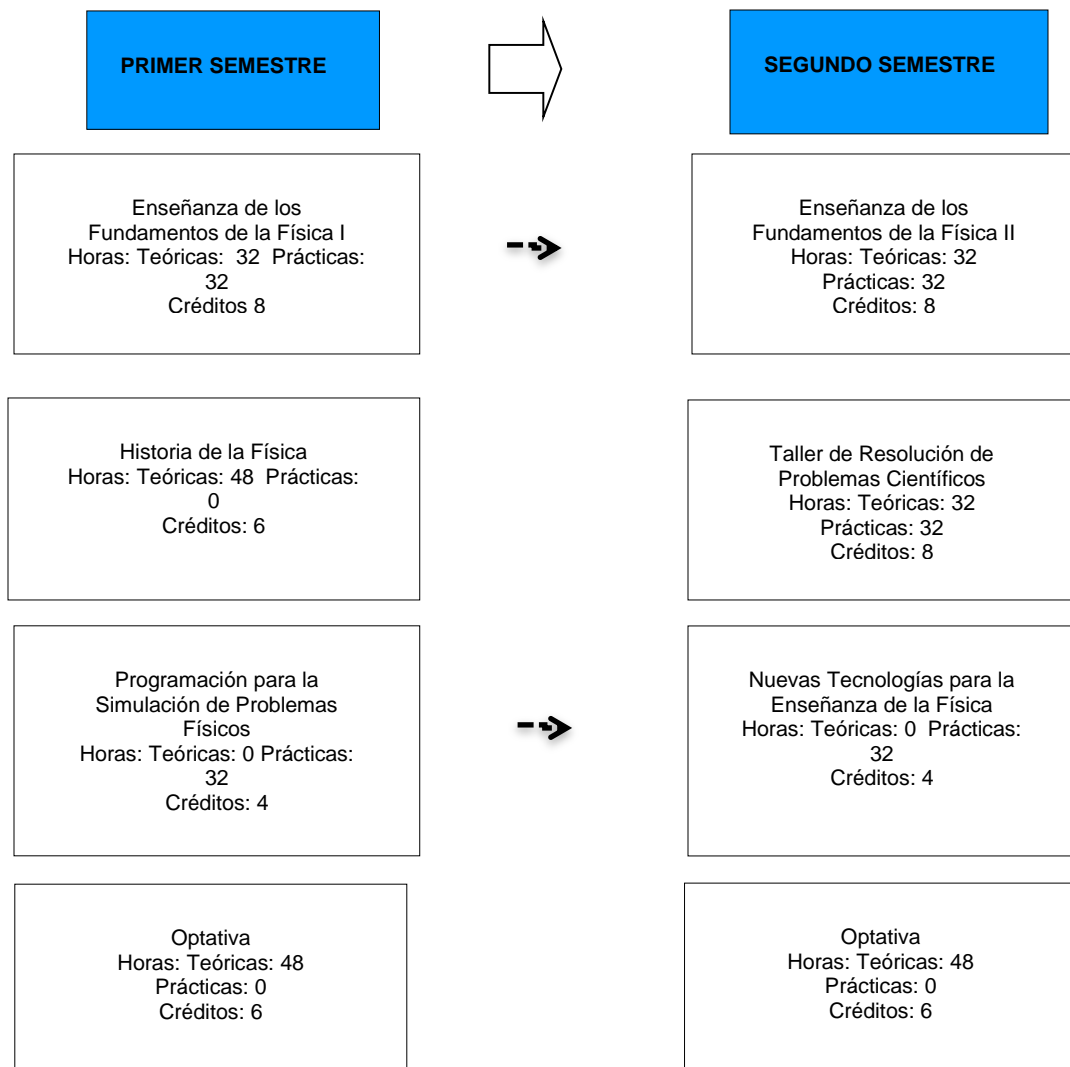 PRIMER SEMESTRE
SEGUNDO SEMESTRE
Enseñanza de los
Fundamentos de la Física I
Horas: Teóricas: 32 Prácticas:
32
Créditos 8
Enseñanza de los
Fundamentos de la Física II
Horas: Teóricas: 32
Prácticas: 32
Créditos: 8
Historia de la Física
Horas: Teóricas: 48 Prácticas:
0
Créditos: 6
Taller de Resolución de
Problemas Científicos
Horas: Teóricas: 32
Prácticas: 32
Créditos: 8
Programación para la
Simulación de Problemas
Físicos
Horas: Teóricas: 0 Prácticas:
32
Créditos: 4
Nuevas Tecnologías para la
Enseñanza de la Física
Horas: Teóricas: 0 Prácticas:
32
Créditos: 4
Optativa
Horas: Teóricas: 48
Prácticas: 0
Créditos: 6
Optativa
Horas: Teóricas: 48
Prácticas: 0
Créditos: 6